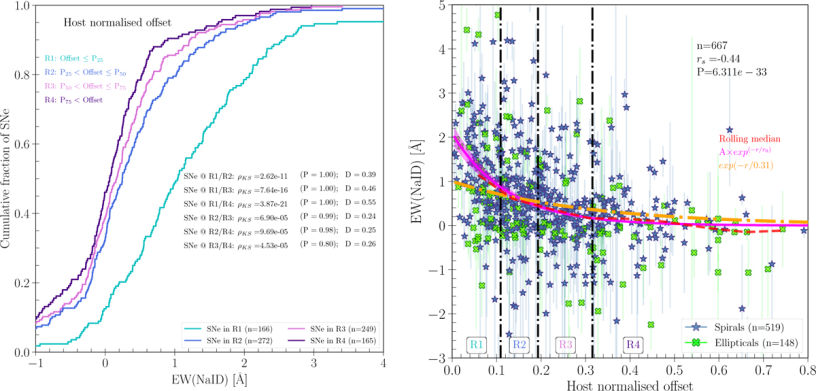 Host normalised offset
R1: Offset ≤ P₂₅
R2: P₂₅ < Offset ≤ P₅₀
R3: P₅₀ < Offset ≤ P₇₅
R4: P₇₅ < Offset
SNe @ R1/R2: pKS =2.62e-11 (P = 1.00); D = 0.39
SNe @ R1/R3: pKS =7.64e-16 (P = 1.00); D = 0.46
SNe @ R1/R4: pKS =3.87e-21 (P = 1.00); D = 0.55
SNe @ R2/R3: pKS =6.90e-05 (P = 0.99); D = 0.24
SNe @ R2/R4: pKS =9.69e-05 (P = 0.98); D = 0.25
SNe @ R3/R4: pKS =4.53e-05 (P = 0.80); D = 0.26
SNe in R1 (n=166)
SNe in R2 (n=272)
SNe in R3 (n=249)
SNe in R4 (n=165)
Cumulative fraction of SNe
1.0
0.8
0.6
0.4
0.2
0.0
−1 0 1 2 3 4
EW(NaID) [Å]
n=667
rₛ =-0.44
P=6.311e − 33
Rolling median
A×exp(−r/r₀)
exp(−r/0.31)
R1 R2 R3 R4
Spirals (n=519)
Ellipticals (n=148)
EW(NaID) [Å]
5
4
3
2
1
0
−1
−2
−3
0.0 0.1 0.2 0.3 0.4 0.5 0.6 0.7 0.8
Host normalised offset